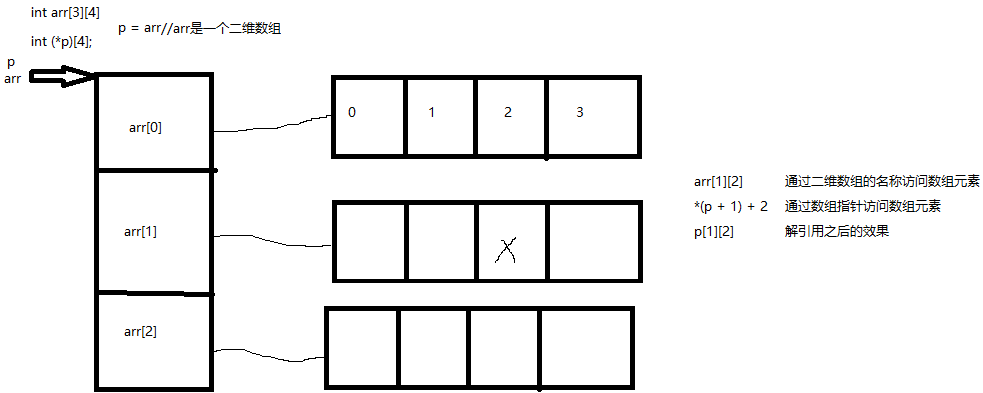 int arr[3][4]
p = arr//arr是一个二维数组
int (*p)[4];
p
arr
arr[0]
0 1 2 3
arr[1]
X
arr[2]
arr[1][2] 通过二维数组的名称访问数组元素
*(p + 1) + 2 通过数组指针访问数组元素
p[1][2] 解引用之后的效果